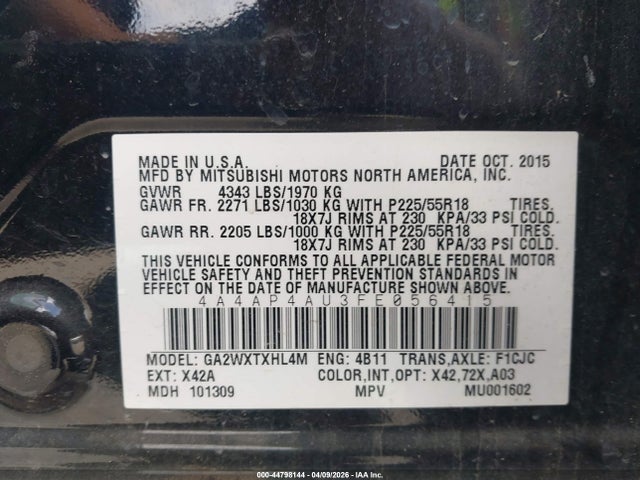 MADE IN U.S.A. DATE OCT. 2015
MFD BY MITSUBISHI MOTORS NORTH AMERICA, INC.
GVWR 4343 LBS/1970 KG
GAWR FR. 2271 LBS/1030 KG WITH P225/55R18 TIRES.
18X7J RIMS AT 230 KPA/33 PSI COLD.
GAWR RR. 2205 LBS/1000 KG WITH P225/55R18 TIRES.
18X7J RIMS AT 230 KPA/33 PSI COLD.
THIS VEHICLE CONFORMS TO ALL APPLICABLE FEDERAL MOTOR
VEHICLE SAFETY AND THEFT PREVENTION STANDARDS IN
EFFECT ON THE DATE OF MANUFACTURE SHOWN ABOVE.
4A4AP4AU3FE056415
MODEL: GA2WXTXHL4M ENG: 4B11 TRANS,AXLE: F1CJC
EXT: X42A COLOR,INT,OPT: X42,72X,A03
MDH 101309 MPV MU001602
000-44798144 - 04/09/2026 - IAA Inc.